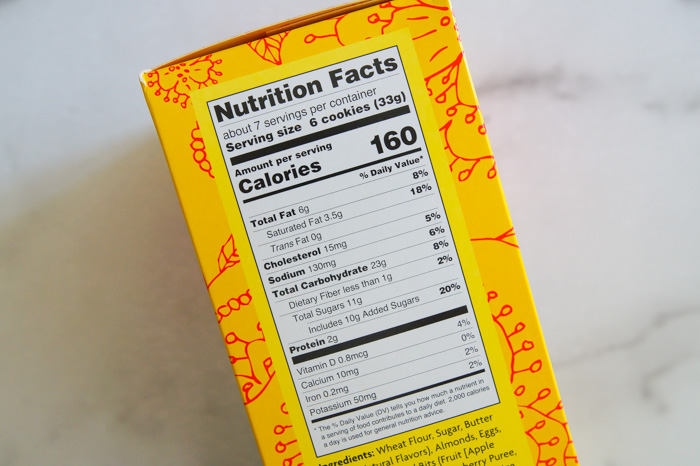 Nutrition Facts
about 7 servings per container
Serving size 6 cookies (33g)
Amount per serving
Calories 160
% Daily Value*
Total Fat 6g 8%
Saturated Fat 3.5g 18%
Trans Fat 0g
Cholesterol 15mg 5%
Sodium 130mg 6%
Total Carbohydrate 23g 8%
Dietary Fiber less than 1g 2%
Total Sugars 11g
Includes 10g Added Sugars 20%
Protein 2g
Vitamin D 0.8mcg 4%
Calcium 10mg 0%
Iron 0.2mg 2%
Potassium 50mg 2%
* The % Daily Value (DV) tells you how much a nutrient in
a serving of food contributes to a daily diet. 2,000 calories
a day is used for general nutrition advice.
Ingredients: Wheat Flour, Sugar, Butter
Flavors], Almonds, Eggs,
Bits (Fruit [Apple
Puree,